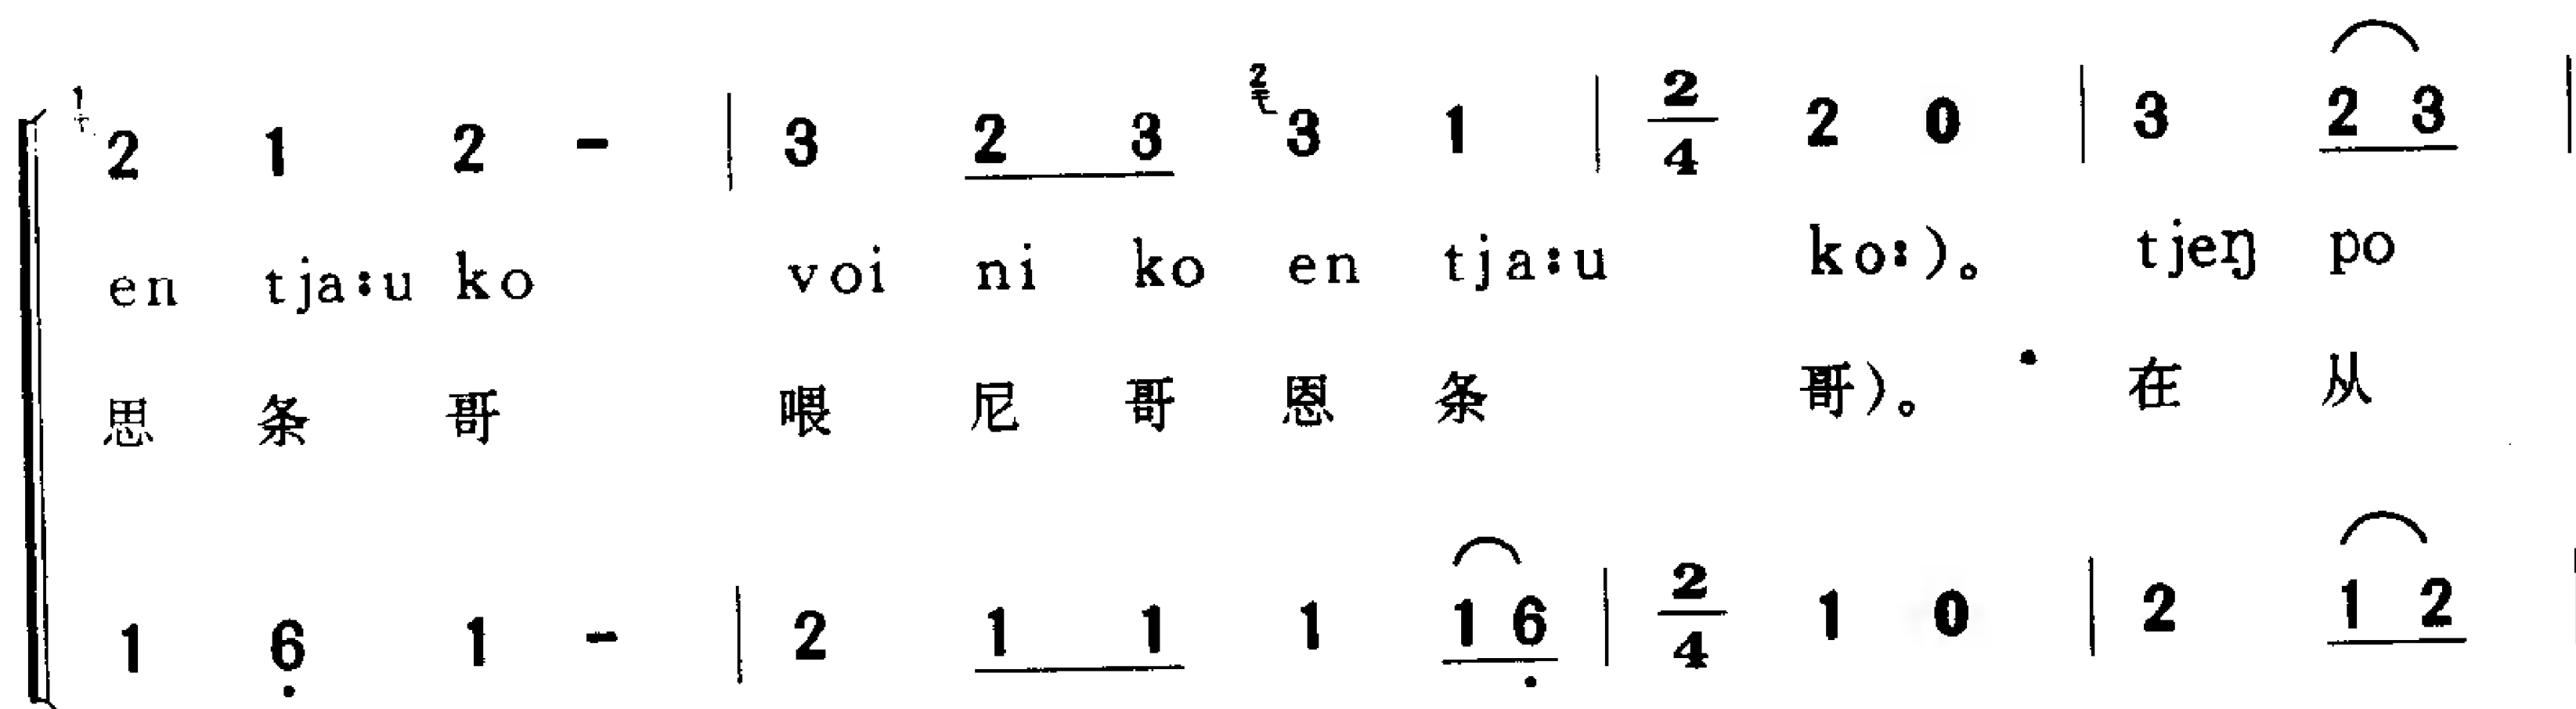 2 1 2 - | 3 2 3 2 3 1 | 2/4 2 0 | 3 2 3 |
en tja:u ko voi ni ko en tja:u ko:)。 tjeŋ po
思 条 哥 喂 尼 哥 恩 条 哥)。 在 从
1 6̣ 1 - | 2 1 1 1 1 6̣ | 2/4 1 0 | 2 1 2